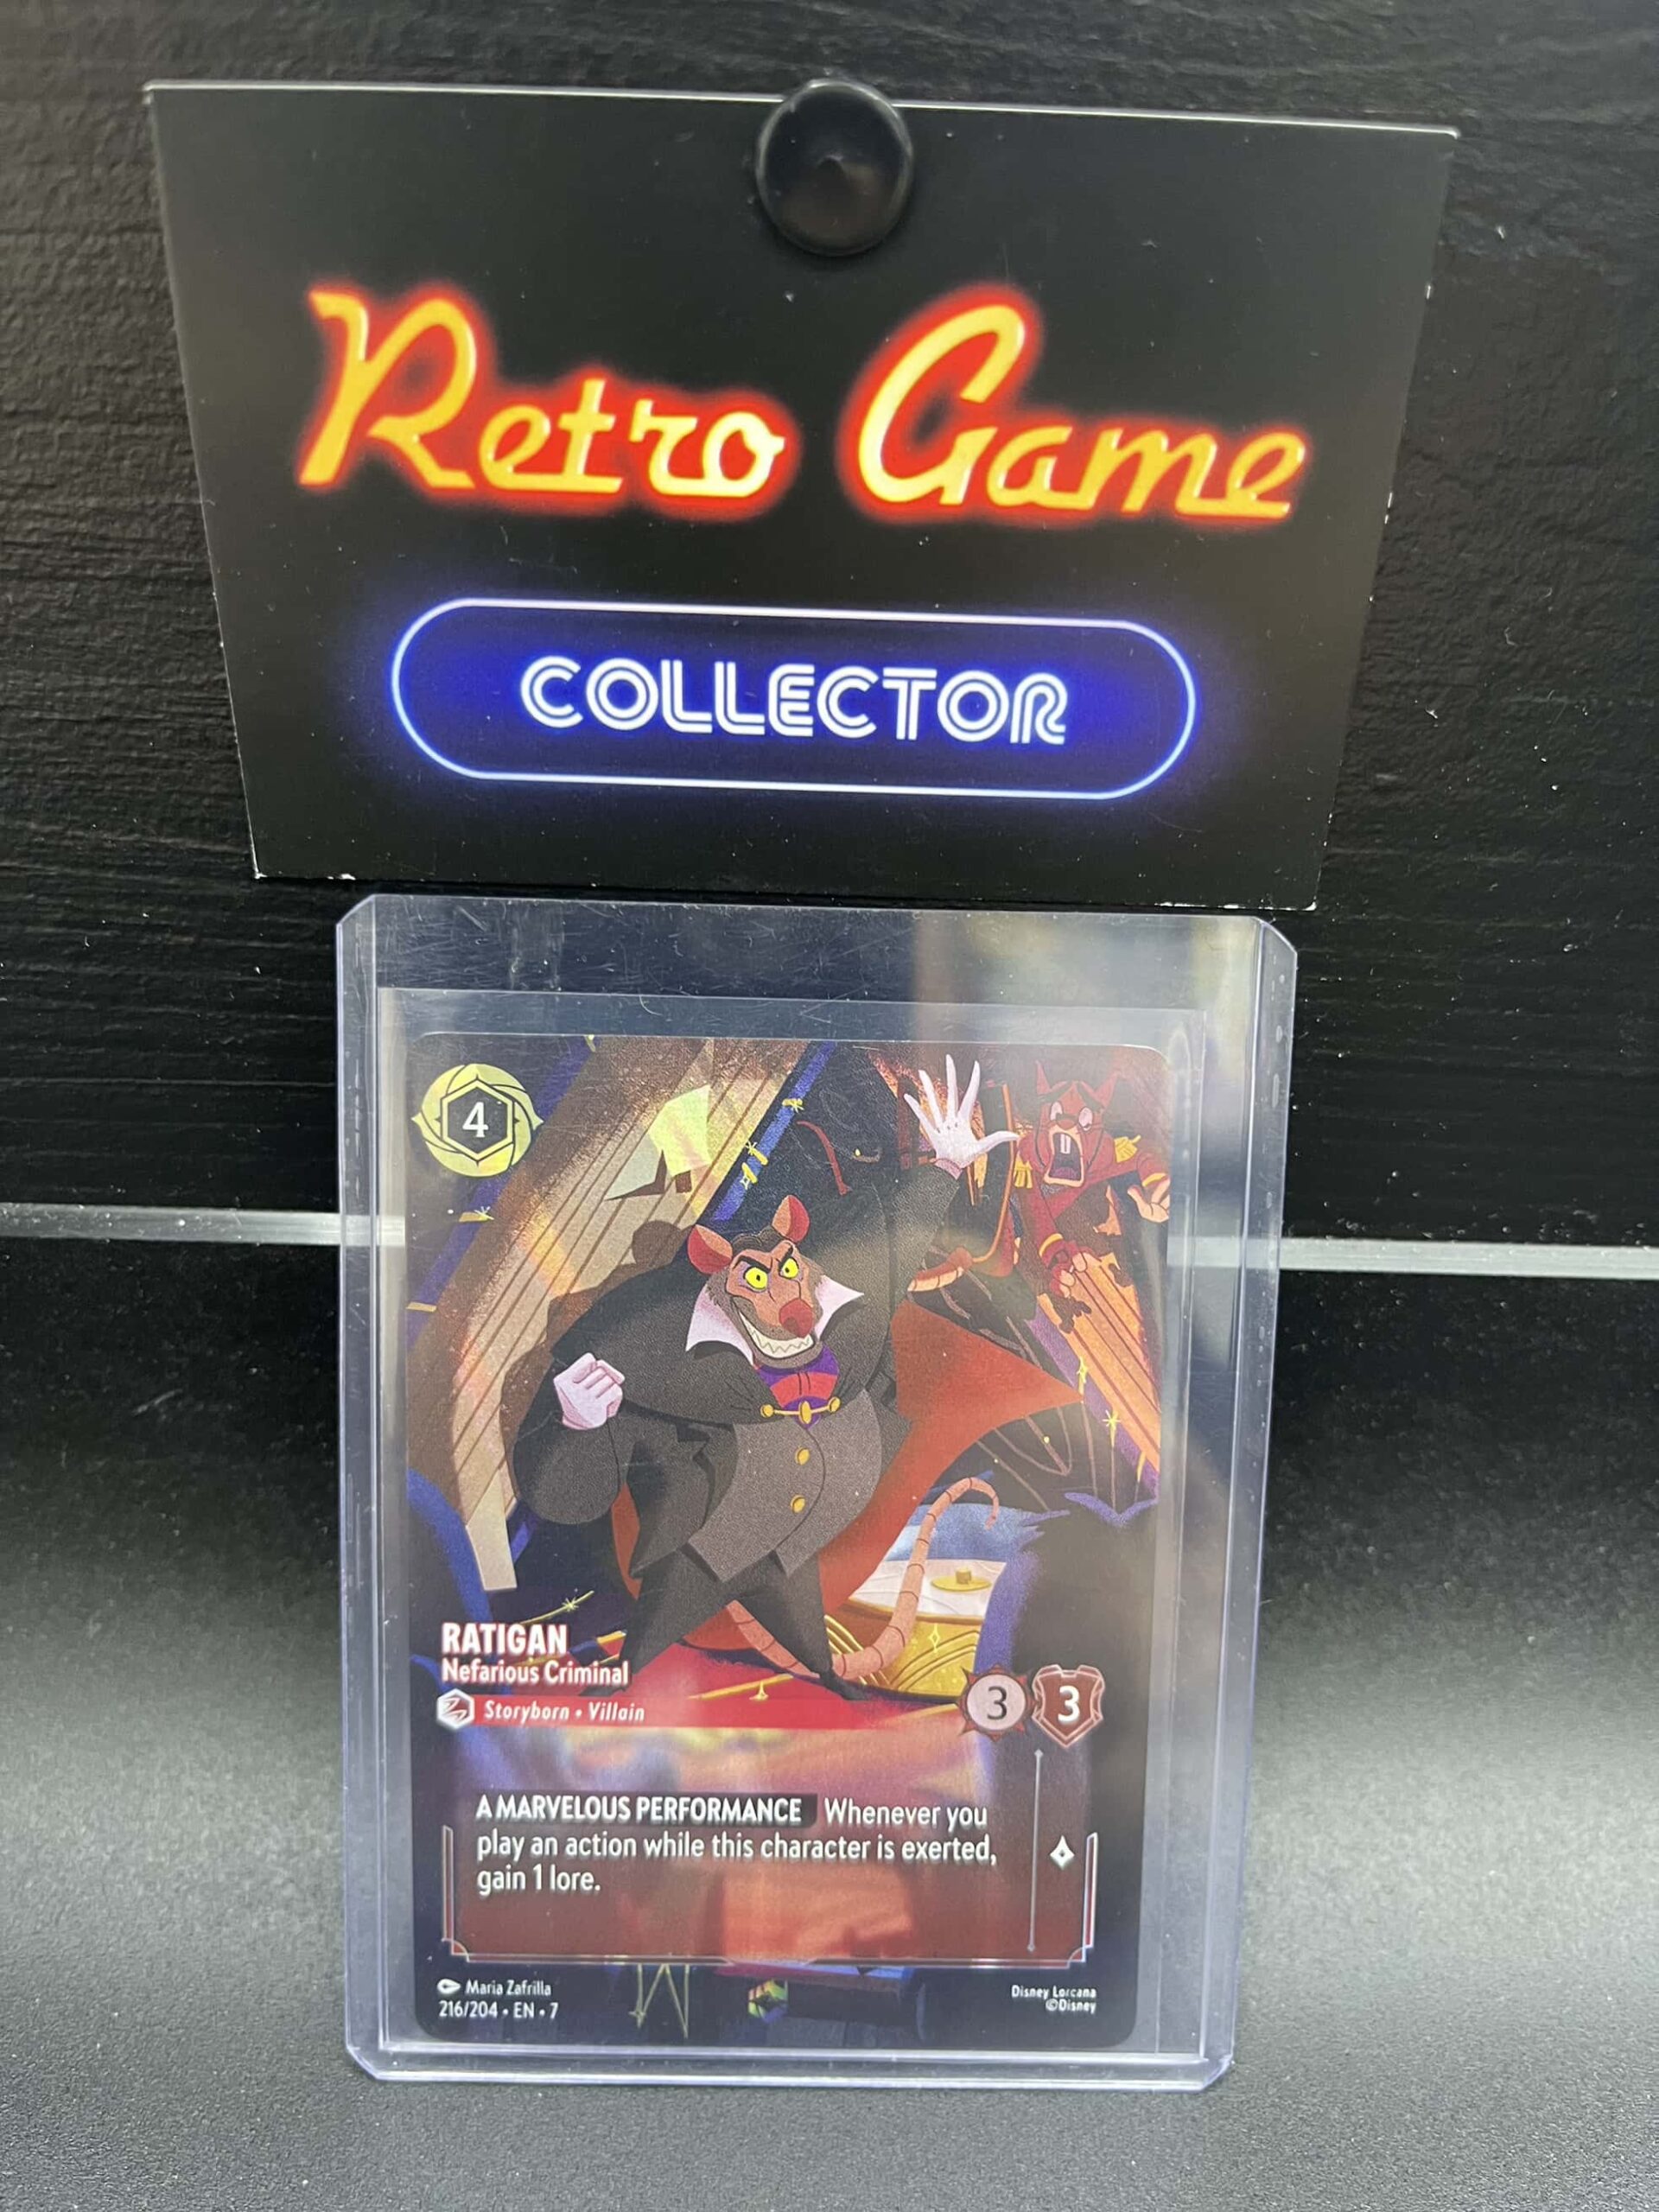 Retro Game
COLLECTOR
4
RATIGAN
Nefarious Criminal
Storyborn • Villain
3 3
A MARVELOUS PERFORMANCE Whenever you
play an action while this character is exerted,
gain 1 lore.
Maria Zafrilla
216/204 • EN • 7
Disney Lorcana
©Disney